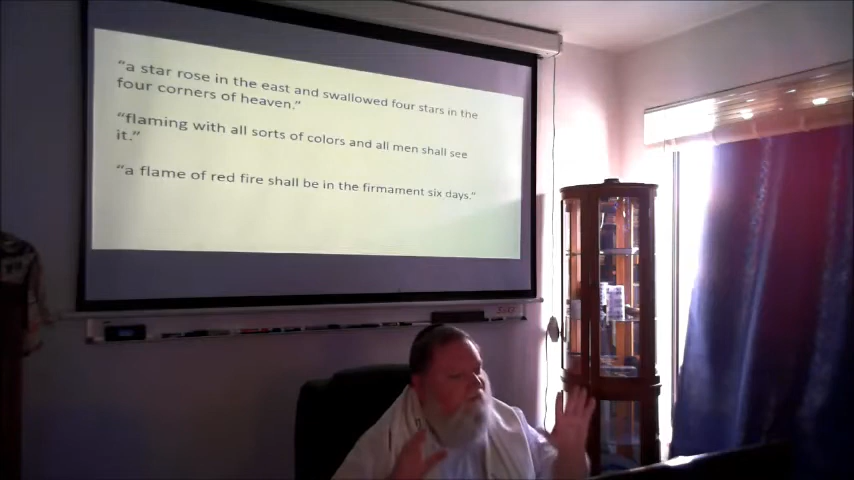 “a star rose in the east and swallowed four stars in the
four corners of heaven.”
“flaming with all sorts of colors and all men shall see
it.”
“a flame of red fire shall be in the firmament six days.”